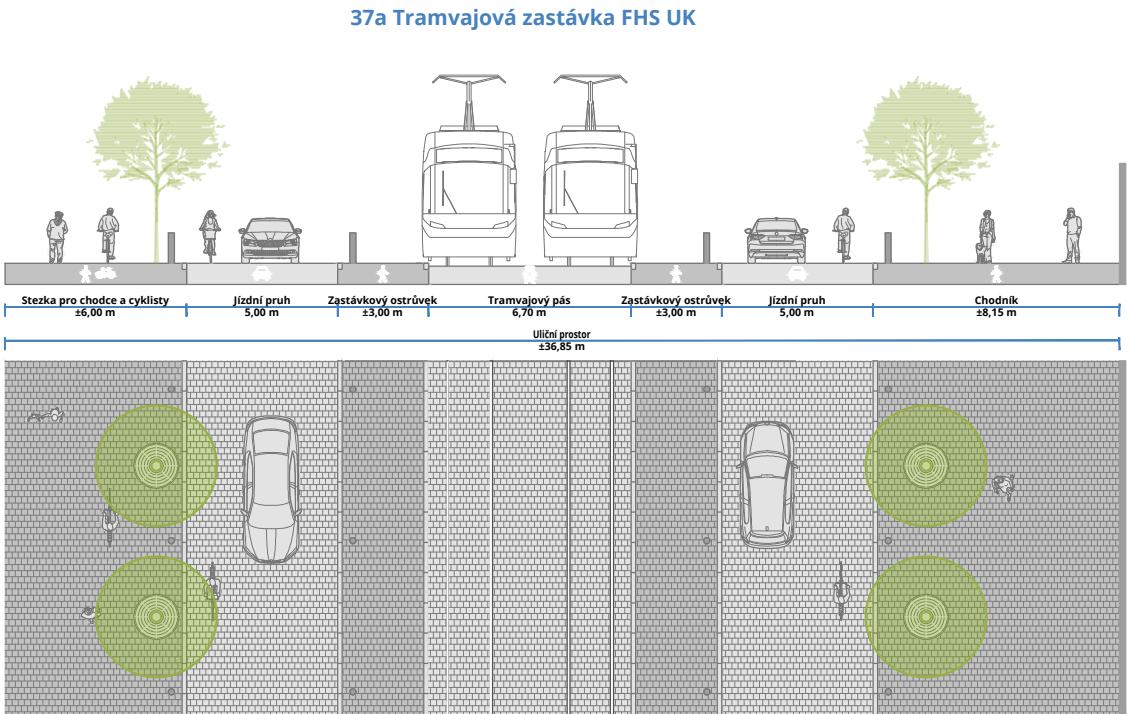 37a Tramvajová zastávka FHS UK
Stezka pro chodce a cyklisty
±6,00 m
Jízdní pruh
5,00 m
Zastávkový ostrůvek
±3,00 m
Tramvajový pás
6,70 m
Zastávkový ostrůvek
±3,00 m
Jízdní pruh
5,00 m
Chodník
±8,15 m
Uliční prostor
±36,85 m